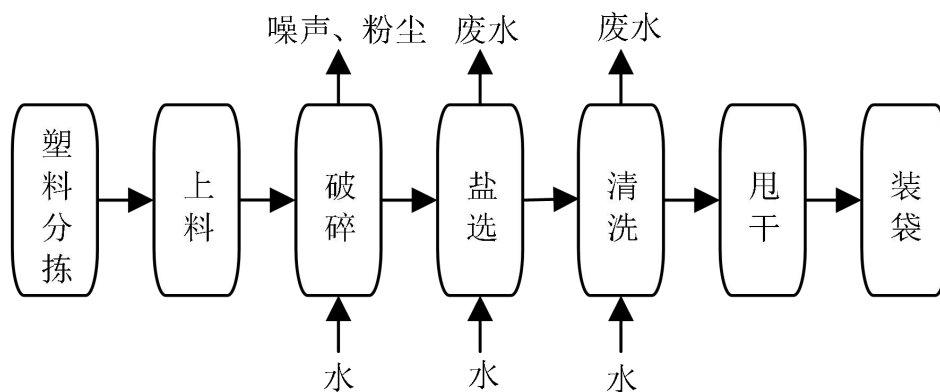 噪声、粉尘 废水 废水
塑料分拣 上料 破碎 盐选 清洗 甩干 装袋
水 水 水